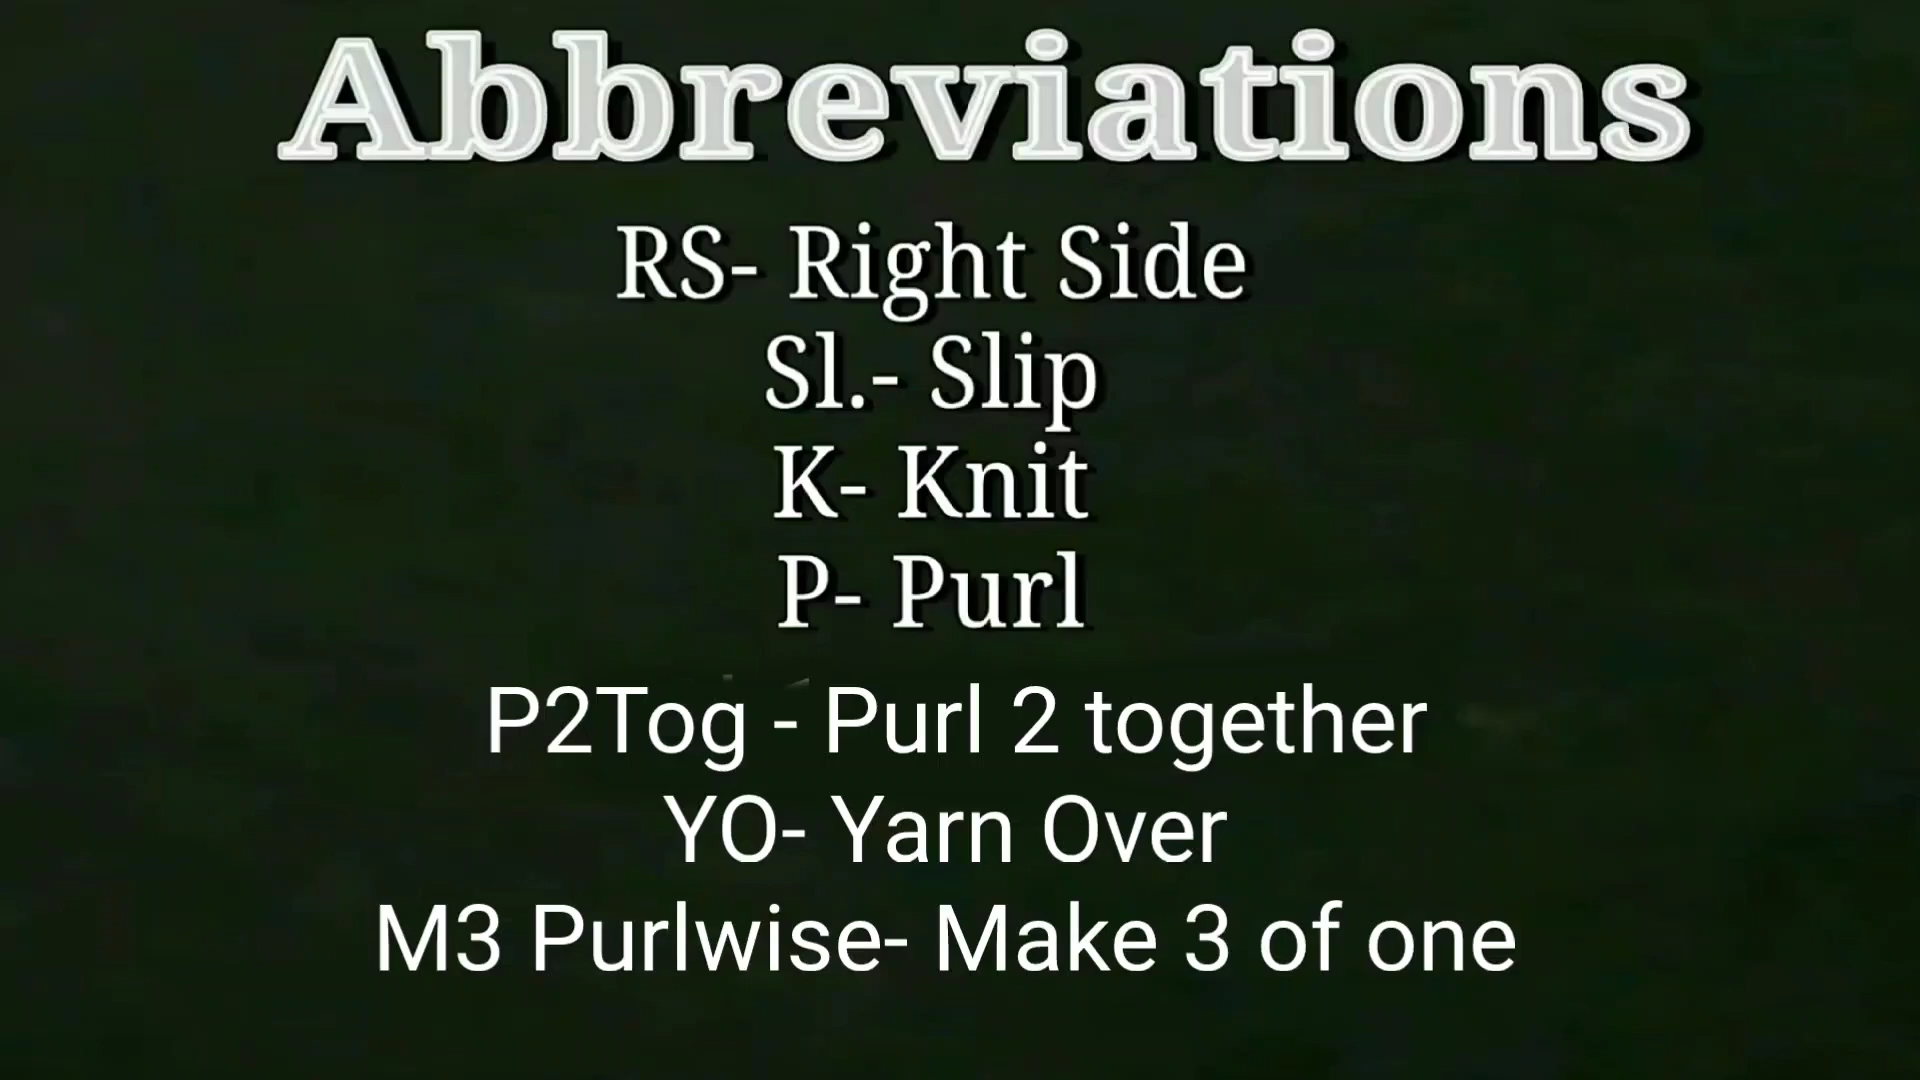 Abbreviations
RS- Right Side
Sl.- Slip
K- Knit
P- Purl
P2Tog - Purl 2 together
YO- Yarn Over
M3 Purlwise- Make 3 of one